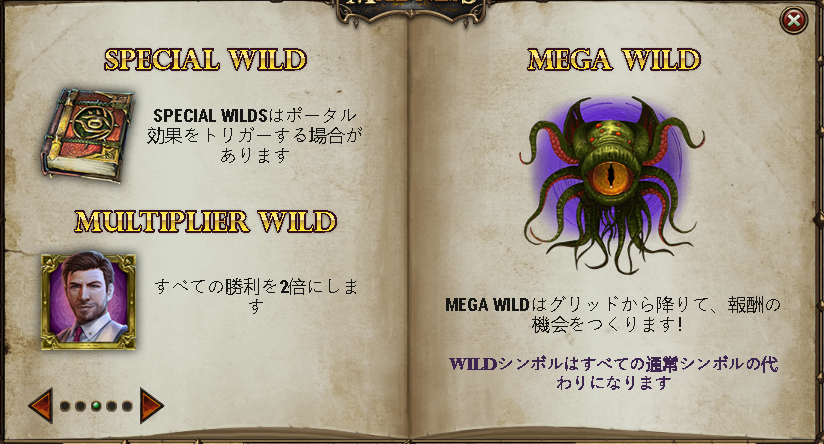 SPECIAL WILD
SPECIAL WILDSはポータル
効果をトリガーする場合が
あります
MULTIPLIER WILD
すべての勝利を2倍にしま
す
MEGA WILD
MEGA WILDはグリッドから降りて、報酬の
機会をつくります!
WILDシンボルはすべての通常シンボルの代
わりになります